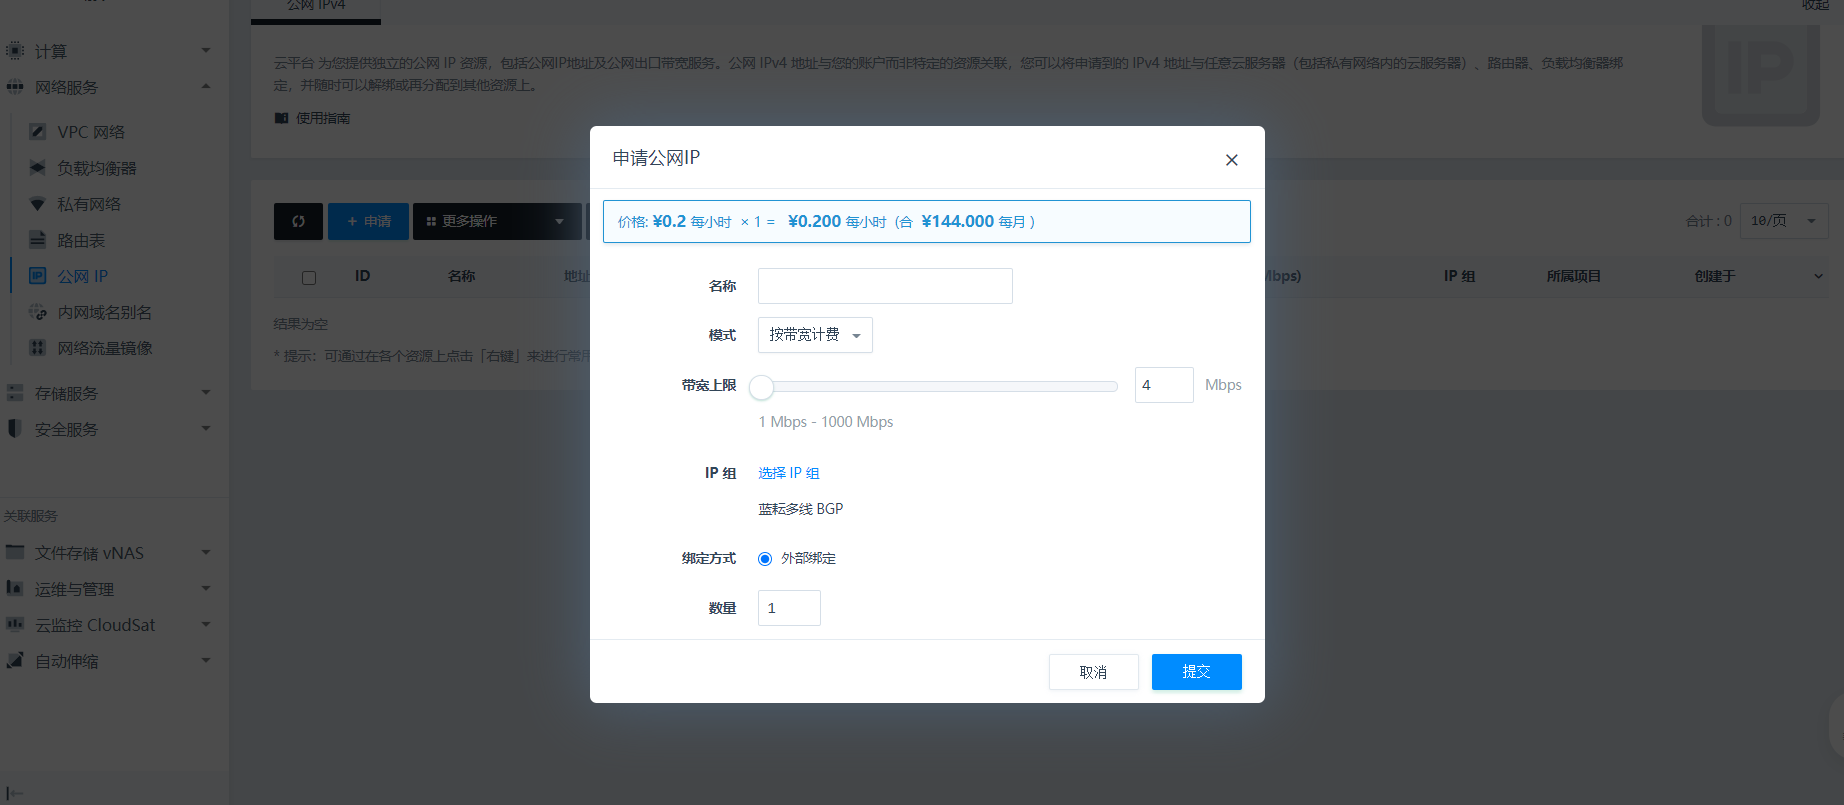 公网 IPv4
收起
计算
网络服务
VPC 网络
负载均衡器
私有网络
路由表
公网 IP
内网域名别名
网络流量镜像
存储服务
安全服务
关联服务
文件存储 vNAS
运维与管理
云监控 CloudSat
自动伸缩
云平台 为您提供独立的公网 IP 资源，包括公网IP地址及公网出口带宽服务。公网 IPv4 地址与您的账户而非特定的资源关联，您可以将申请到的 IPv4 地址与任意云服务器（包括私有网络内的云服务器）、路由器、负载均衡器绑
定，并随时可以解绑或再分配到其他资源上。
使用指南
IP
+ 申请
更多操作
合计 : 0
10/页
ID
名称
地址
Mbps)
IP 组
所属项目
创建于
结果为空
* 提示：可通过在各个资源上点击「右键」来进行常用
申请公网IP
价格: ¥0.2 每小时 × 1 = ¥0.200 每小时 (合 ¥144.000 每月 )
名称
模式
按带宽计费
带宽上限
4
Mbps
1 Mbps - 1000 Mbps
IP 组
选择 IP 组
蓝耘多线 BGP
绑定方式
外部绑定
数量
1
取消
提交